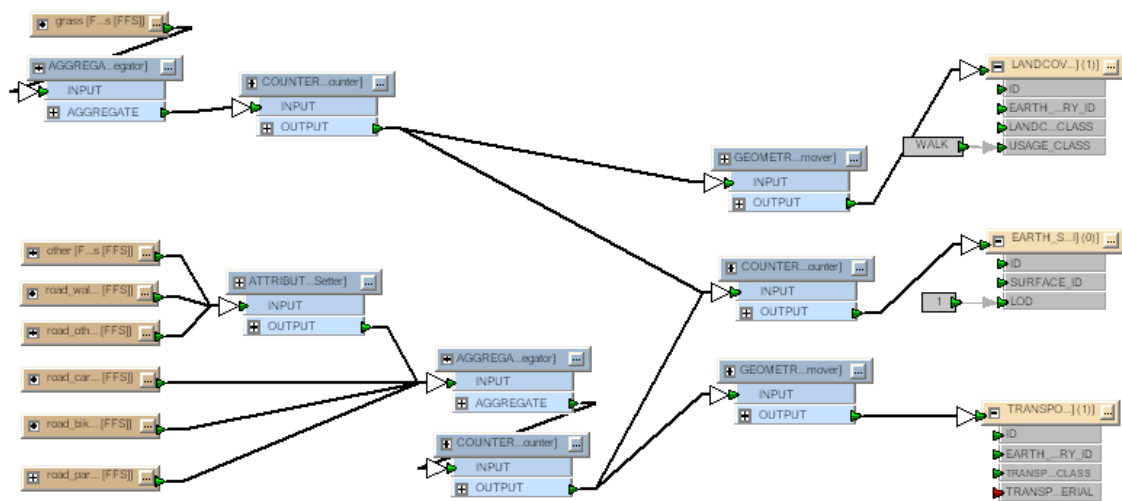 grass [F...s [FFS]]
AGGREGA...egator]
INPUT
AGGREGATE
COUNTER...ounter]
INPUT
OUTPUT
LANDCOV...] (1)]
ID
EARTH_...RY_ID
LANDC...CLASS
USAGE_CLASS
WALK
GEOMETR...mover]
INPUT
OUTPUT
other [F...s [FFS]]
road_wal... [FFS]]
road_oth... [FFS]]
road_car... [FFS]]
road_bik... [FFS]]
road_par... [FFS]]
ATTRIBUT...Setter]
INPUT
OUTPUT
COUNTER...ounter]
INPUT
OUTPUT
EARTH_S...I] (0)]
ID
SURFACE_ID
LOD
1
AGGREGA...egator]
INPUT
AGGREGATE
COUNTER...ounter]
INPUT
OUTPUT
GEOMETR...mover]
INPUT
OUTPUT
TRANSPO...] (1)]
ID
EARTH_...RY_ID
TRANSP...CLASS
TRANSP...ERIAL